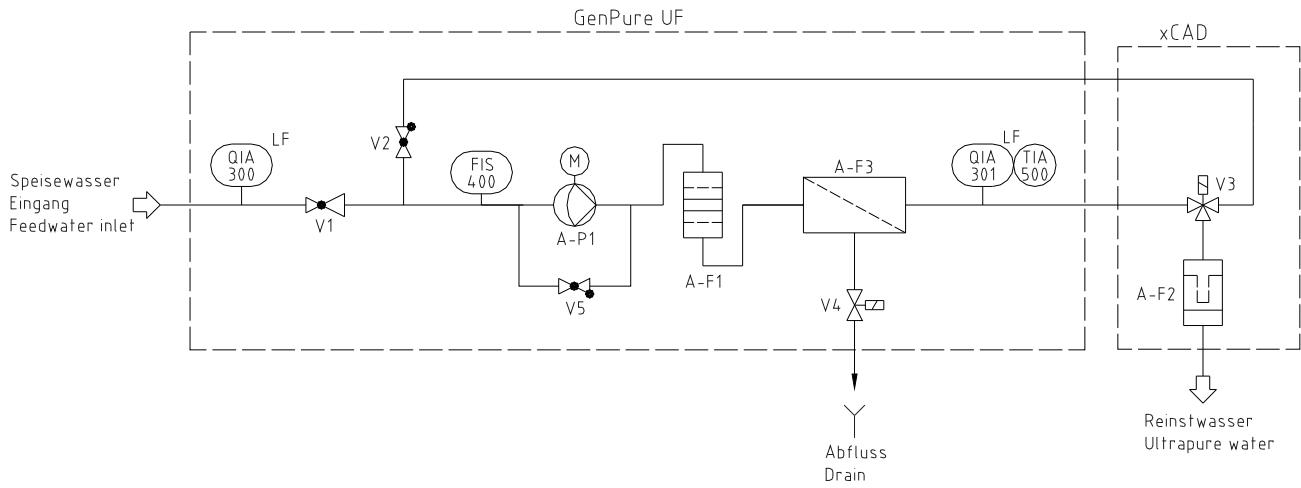 GenPure UF
xCAD
LF
QIA
300
V2
FIS
400
M
A-F3
LF
QIA
301
TIA
500
V3
Speisewasser
Eingang
Feedwater inlet
V1
A-P1
A-F1
V5
V4
A-F2
Abfluss
Drain
Reinstwasser
Ultrapure water